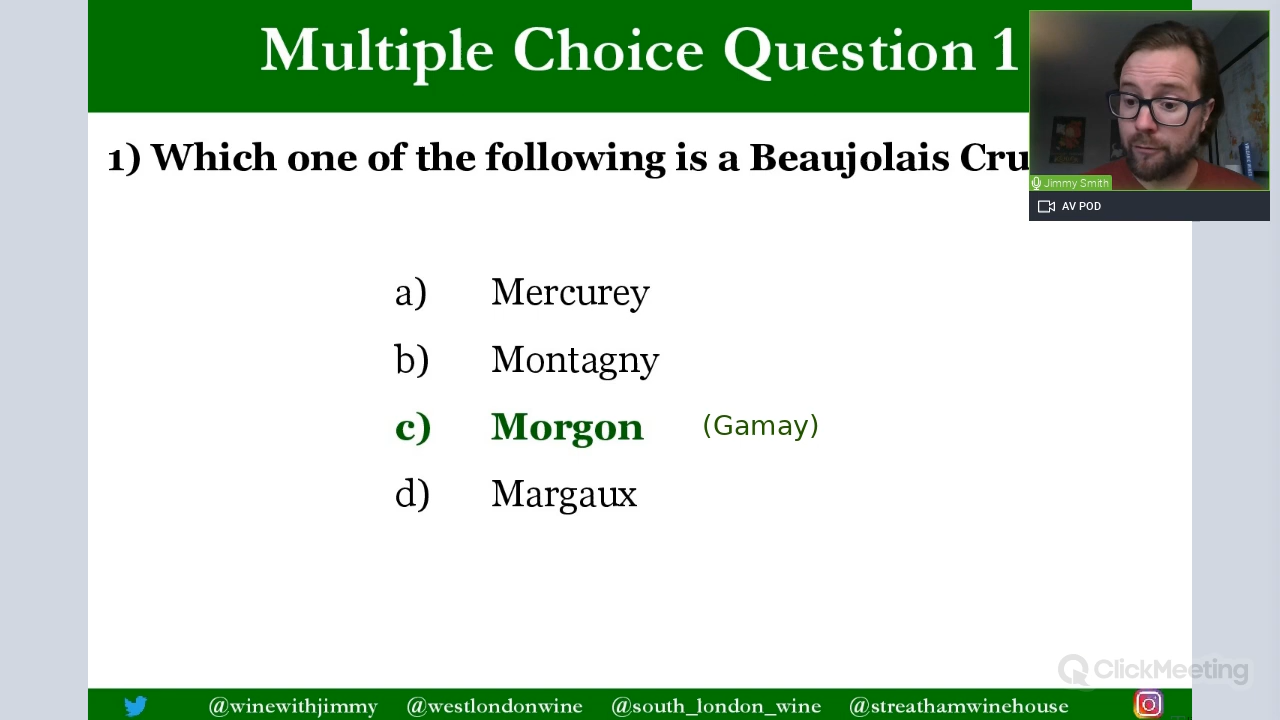 Multiple Choice Question 1
1) Which one of the following is a Beaujolais Cru
Jimmy Smith
AV POD
a) Mercurey
b) Montagny
c) Morgon (Gamay)
d) Margaux
ClickMeeting
@winewithjimmy @westlondonwine @south_london_wine @streathamwinehouse